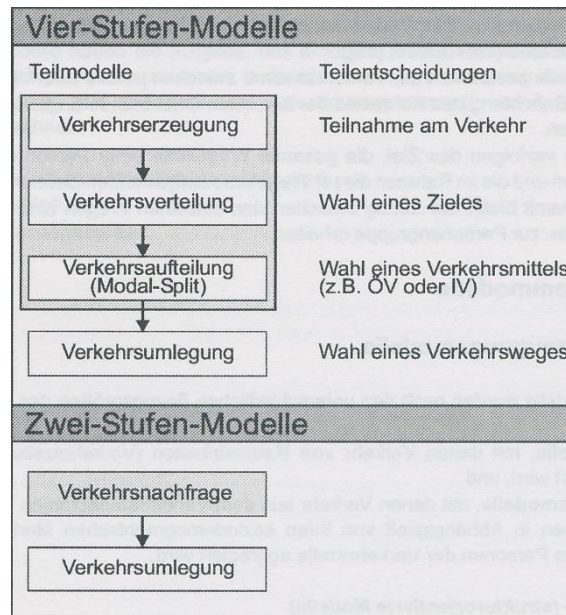 Vier-Stufen-Modelle
Teilmodelle Teilentscheidungen
Verkehrserzeugung Teilnahme am Verkehr
Verkehrsverteilung Wahl eines Zieles
Verkehrsaufteilung Wahl eines Verkehrsmittels
(Modal-Split) (z.B. ÖV oder IV)
Verkehrsumlegung Wahl eines Verkehrsweges
Zwei-Stufen-Modelle
Verkehrsnachfrage
Verkehrsumlegung